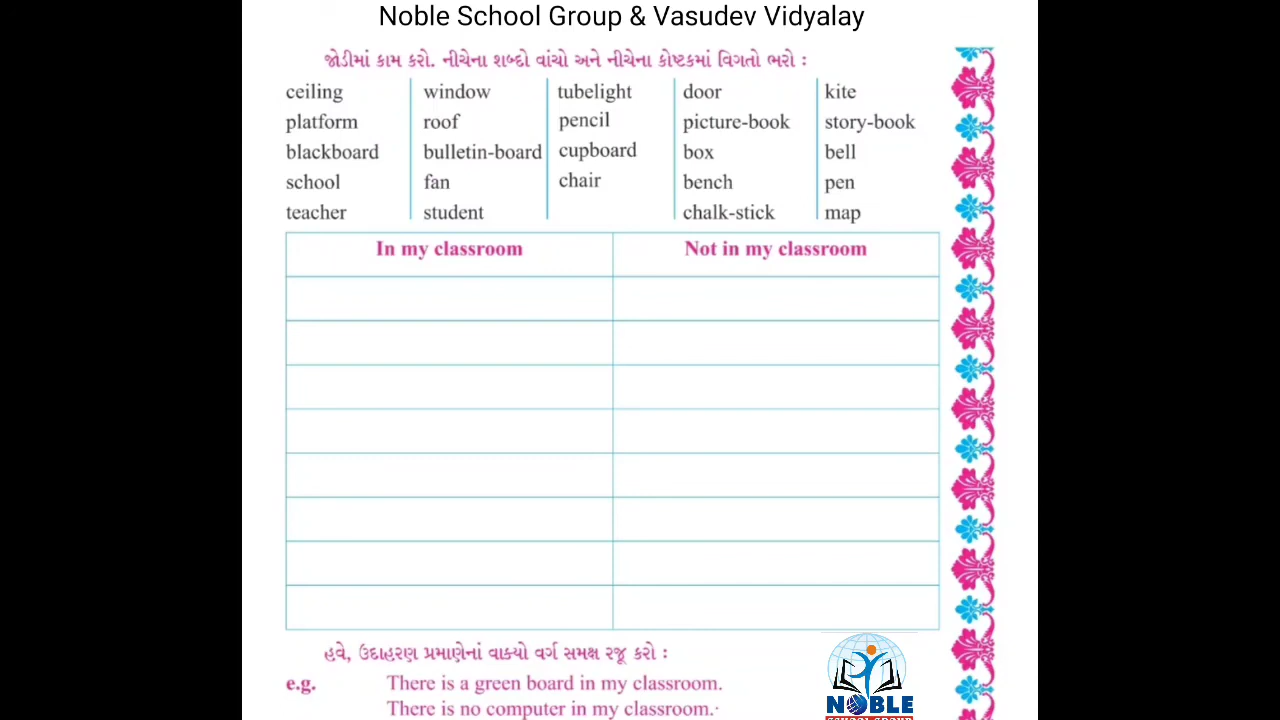 Noble School Group & Vasudev Vidyalay
જોડીમાં કામ કરો. નીચેના શબ્દો વાંચો અને નીચેના કોષ્ટકમાં વિગતો ભરો :
ceiling window tubelight door kite
platform roof pencil picture-book story-book
blackboard bulletin-board cupboard box bell
school fan chair bench pen
teacher student chalk-stick map
In my classroom Not in my classroom
હવે, ઉદાહરણ પ્રમાણેનાં વાક્યો વર્ગ સમક્ષ રજૂ કરો :
e.g. There is a green board in my classroom.
There is no computer in my classroom.
NOBLE
SCHOOL GROUP